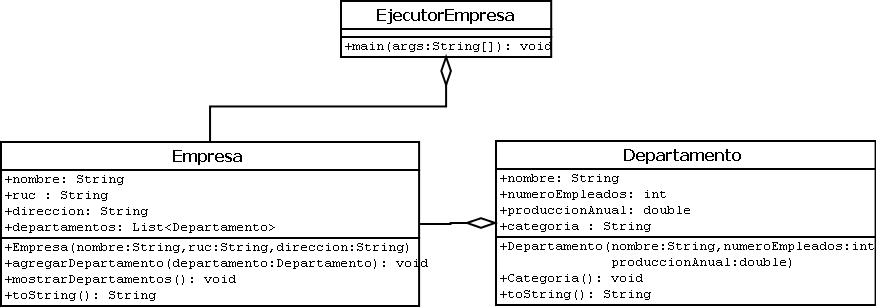 EjecutorEmpresa
+main(args:String[]): void
Empresa
+nombre: String
+ruc : String
+direccion: String
+departamentos: List<Departamento>
+Empresa(nombre:String,ruc:String,direccion:String)
+agregarDepartamento(departamento:Departamento): void
+mostrarDepartamentos(): void
+toString(): String
Departamento
+nombre: String
+numeroEmpleados: int
+produccionAnual: double
+categoria : String
+Departamento(nombre:String,numeroEmpleados:int
produccionAnual:double)
+Categoria(): void
+toString(): String